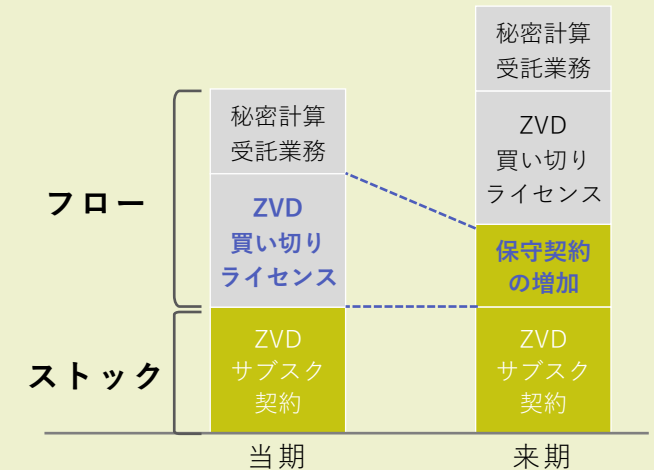 フロー
ストック
秘密計算
受託業務
ZVD
買い切り
ライセンス
ZVD
サブスク
契約
当期
秘密計算
受託業務
ZVD
買い切り
ライセンス
保守契約
の増加
ZVD
サブスク
契約
来期